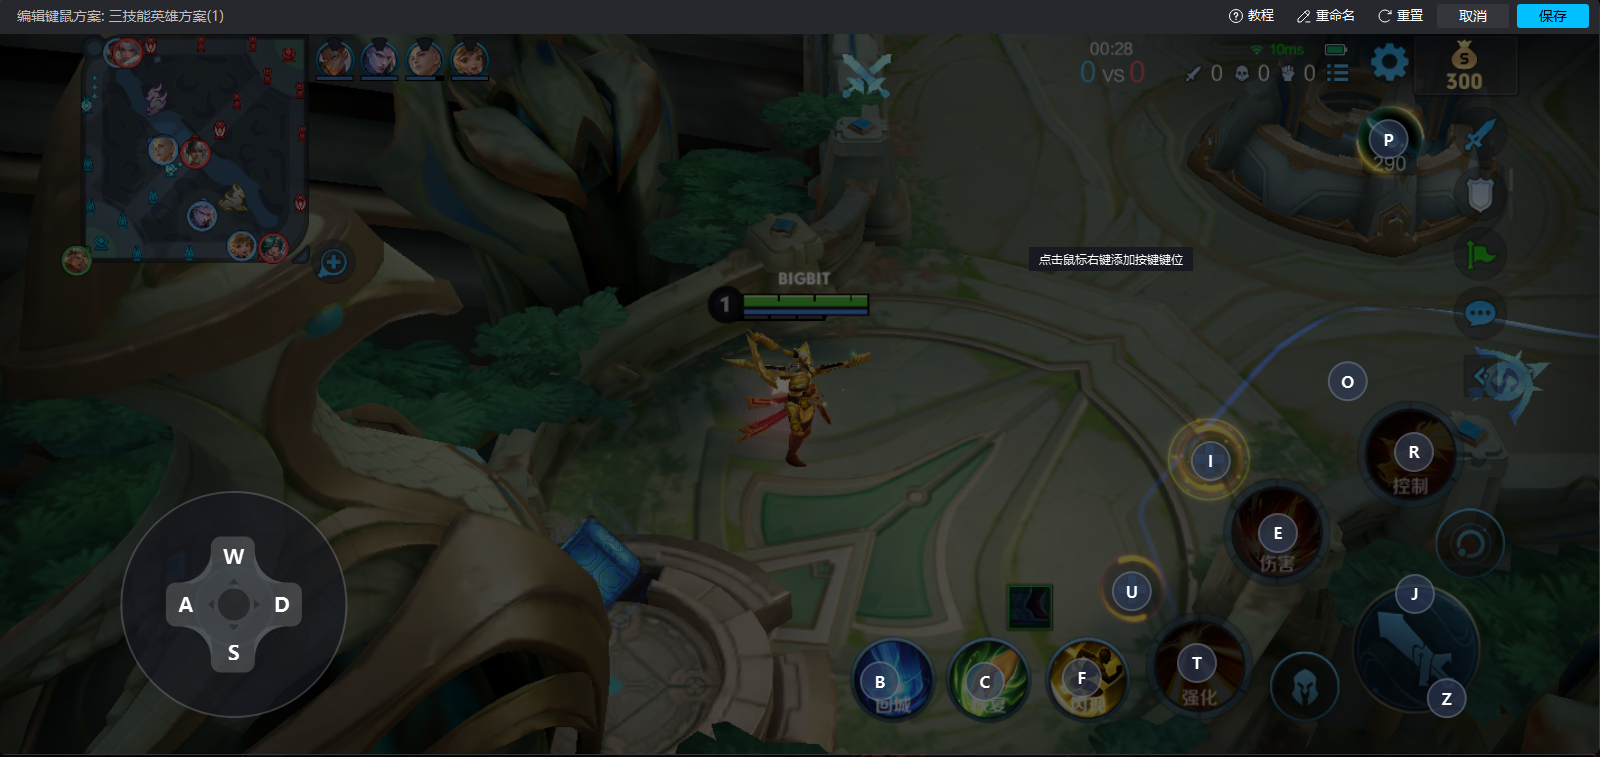 编辑键鼠方案: 三技能英雄方案(1)
教程
重命名
重置
取消
保存
00:28
10ms
0 VS 0
0 0 0
300
P
290
点击鼠标右键添加按键键位
BIGBIT
1
O
R
控制
I
E
伤害
W
A D
S
U
J
T
强化
B
回城
C
恢复
F
闪现
Z